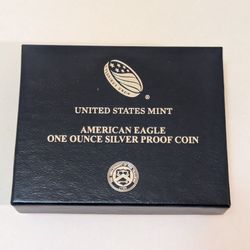 UNITED STATES MINT
AMERICAN EAGLE
ONE OUNCE SILVER PROOF COIN